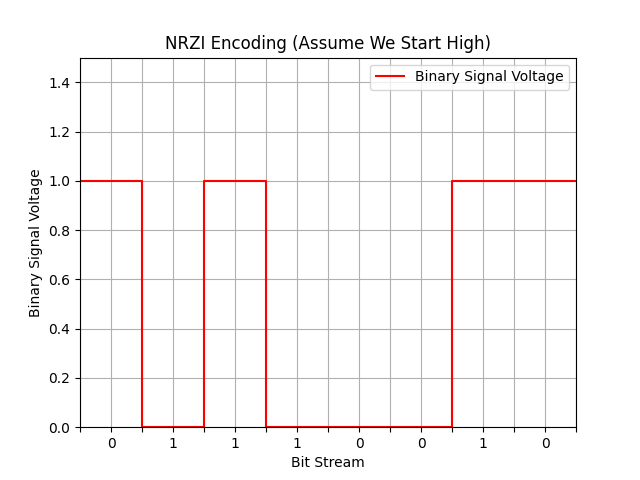 NRZI Encoding (Assume We Start High)
Binary Signal Voltage
1.4
1.2
1.0
0.8
0.6
0.4
0.2
0.0
Binary Signal Voltage
0 1 1 1 0 0 1 0
Bit Stream